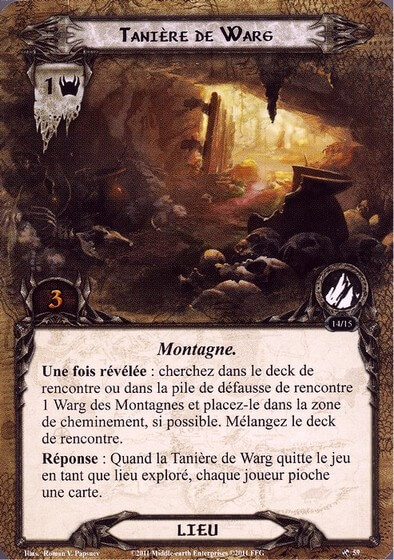 Tanière de Warg
1
3
14/15
Montagne.
Une fois révélée : cherchez dans le deck de
rencontre ou dans la pile de défausse de rencontre
1 Warg des Montagnes et placez-le dans la zone
de cheminement, si possible. Mélangez le deck
de rencontre.
Réponse : Quand la Tanière de Warg quitte le jeu
en tant que lieu exploré, chaque joueur pioche
une carte.
LIEU
Illus. Roman V. Papsuev ©2011 Middle-earth Enterprises ©2011 FFG 59